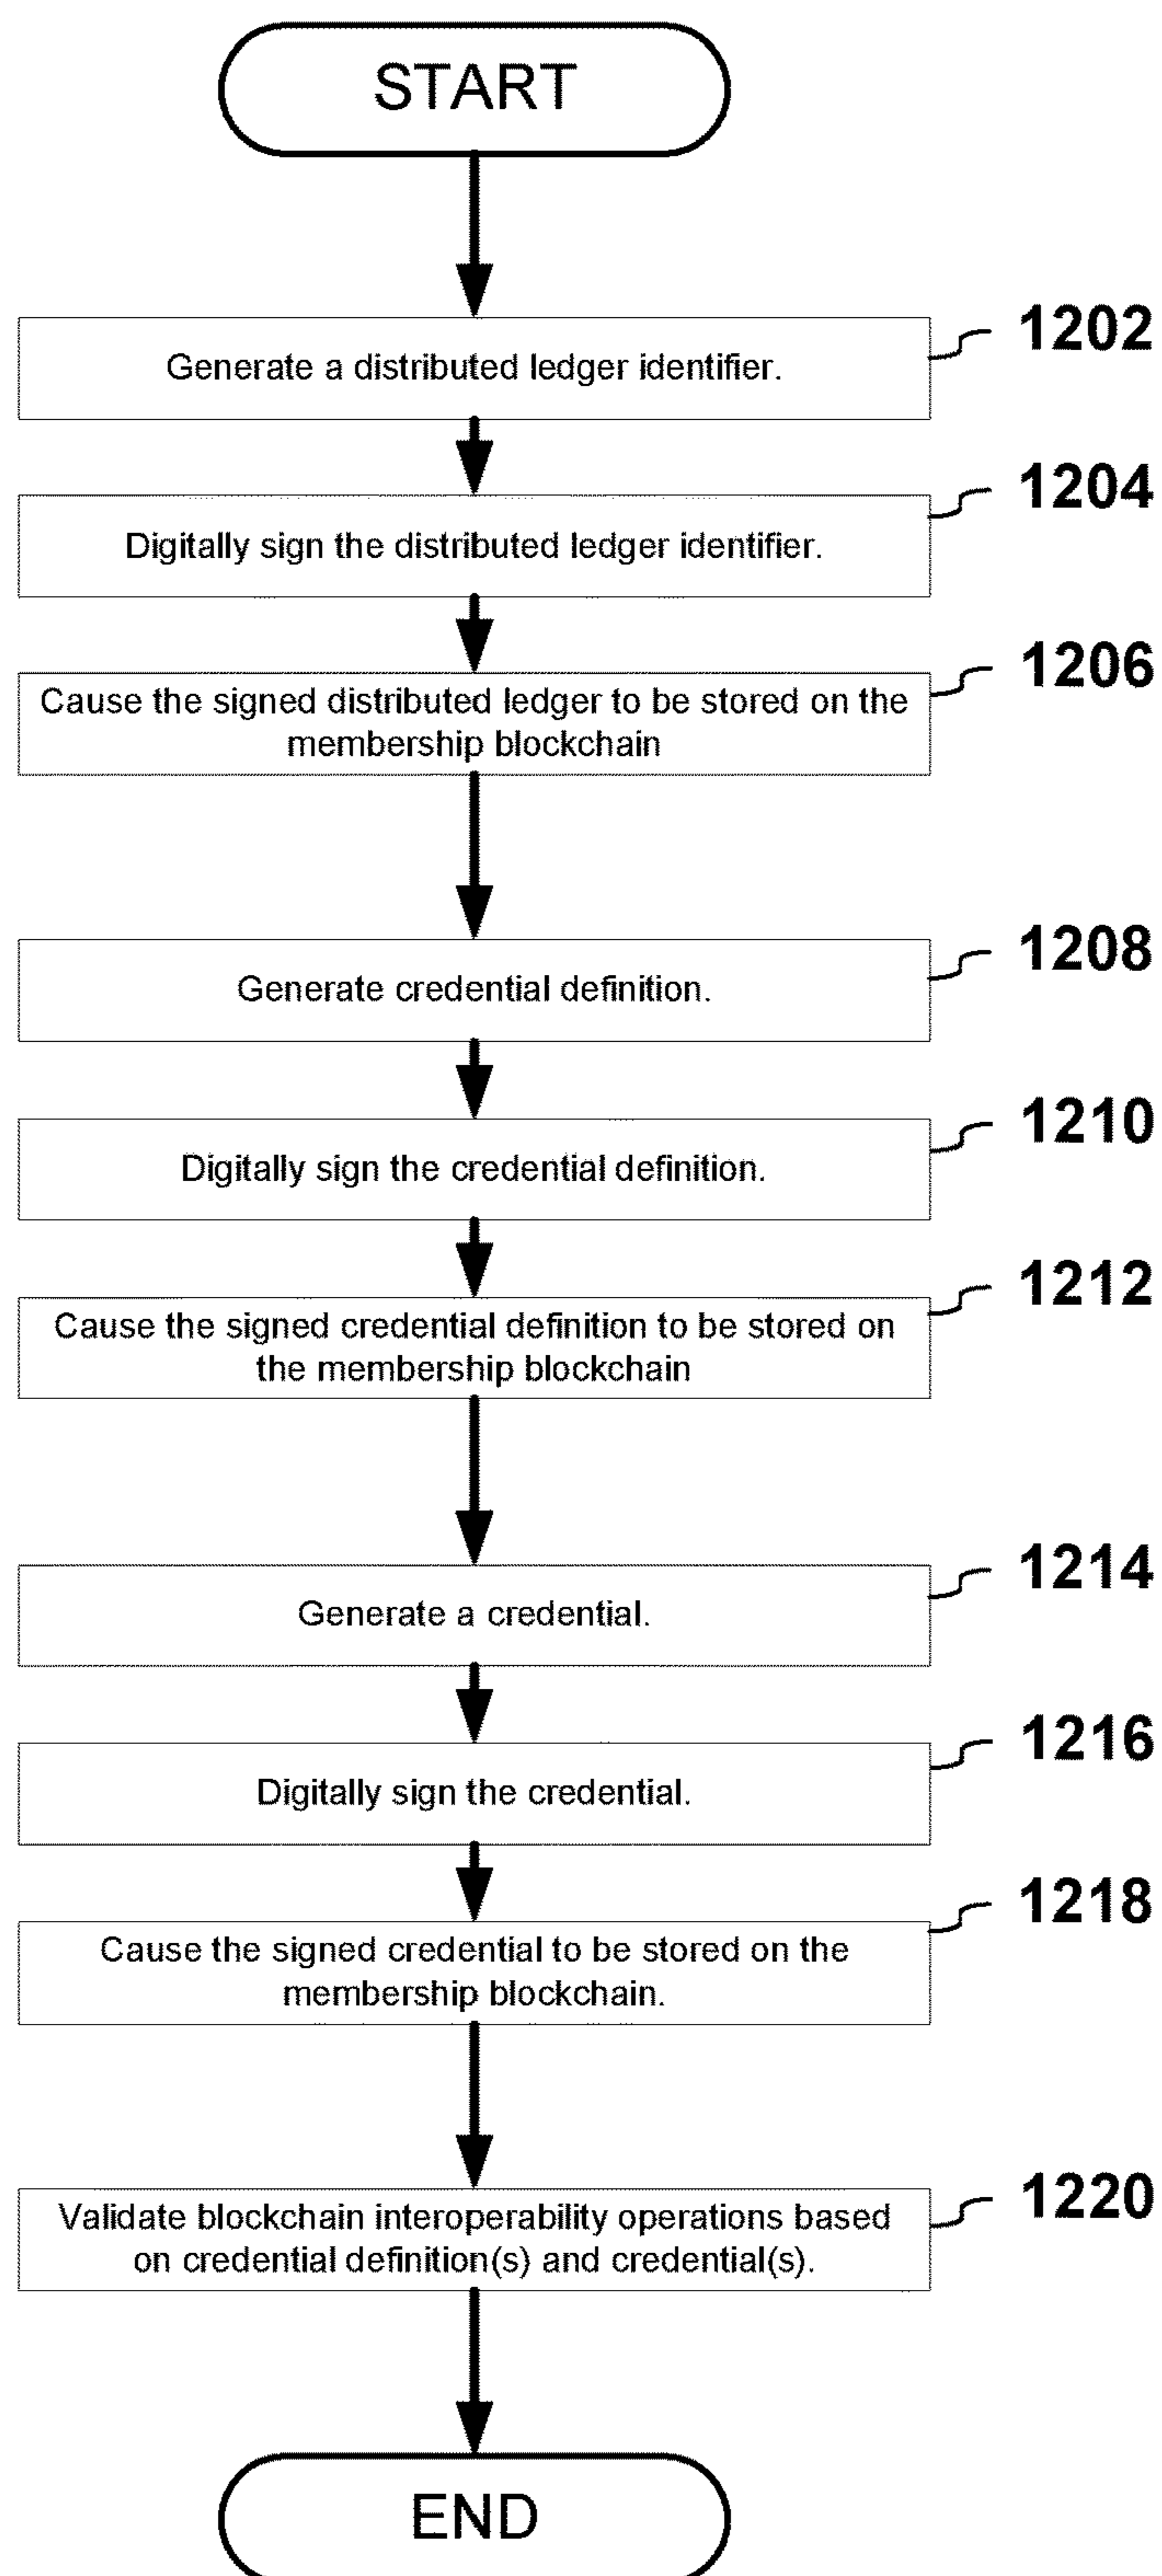 START
Generate a distributed ledger identifier.
1202
Digitally sign the distributed ledger identifier.
1204
Cause the signed distributed ledger to be stored on the
membership blockchain
1206
Generate credential definition.
1208
Digitally sign the credential definition.
1210
Cause the signed credential definition to be stored on
the membership blockchain
1212
Generate a credential.
1214
Digitally sign the credential.
1216
Cause the signed credential to be stored on the
membership blockchain.
1218
Validate blockchain interoperability operations based
on credential definition(s) and credential(s).
1220
END